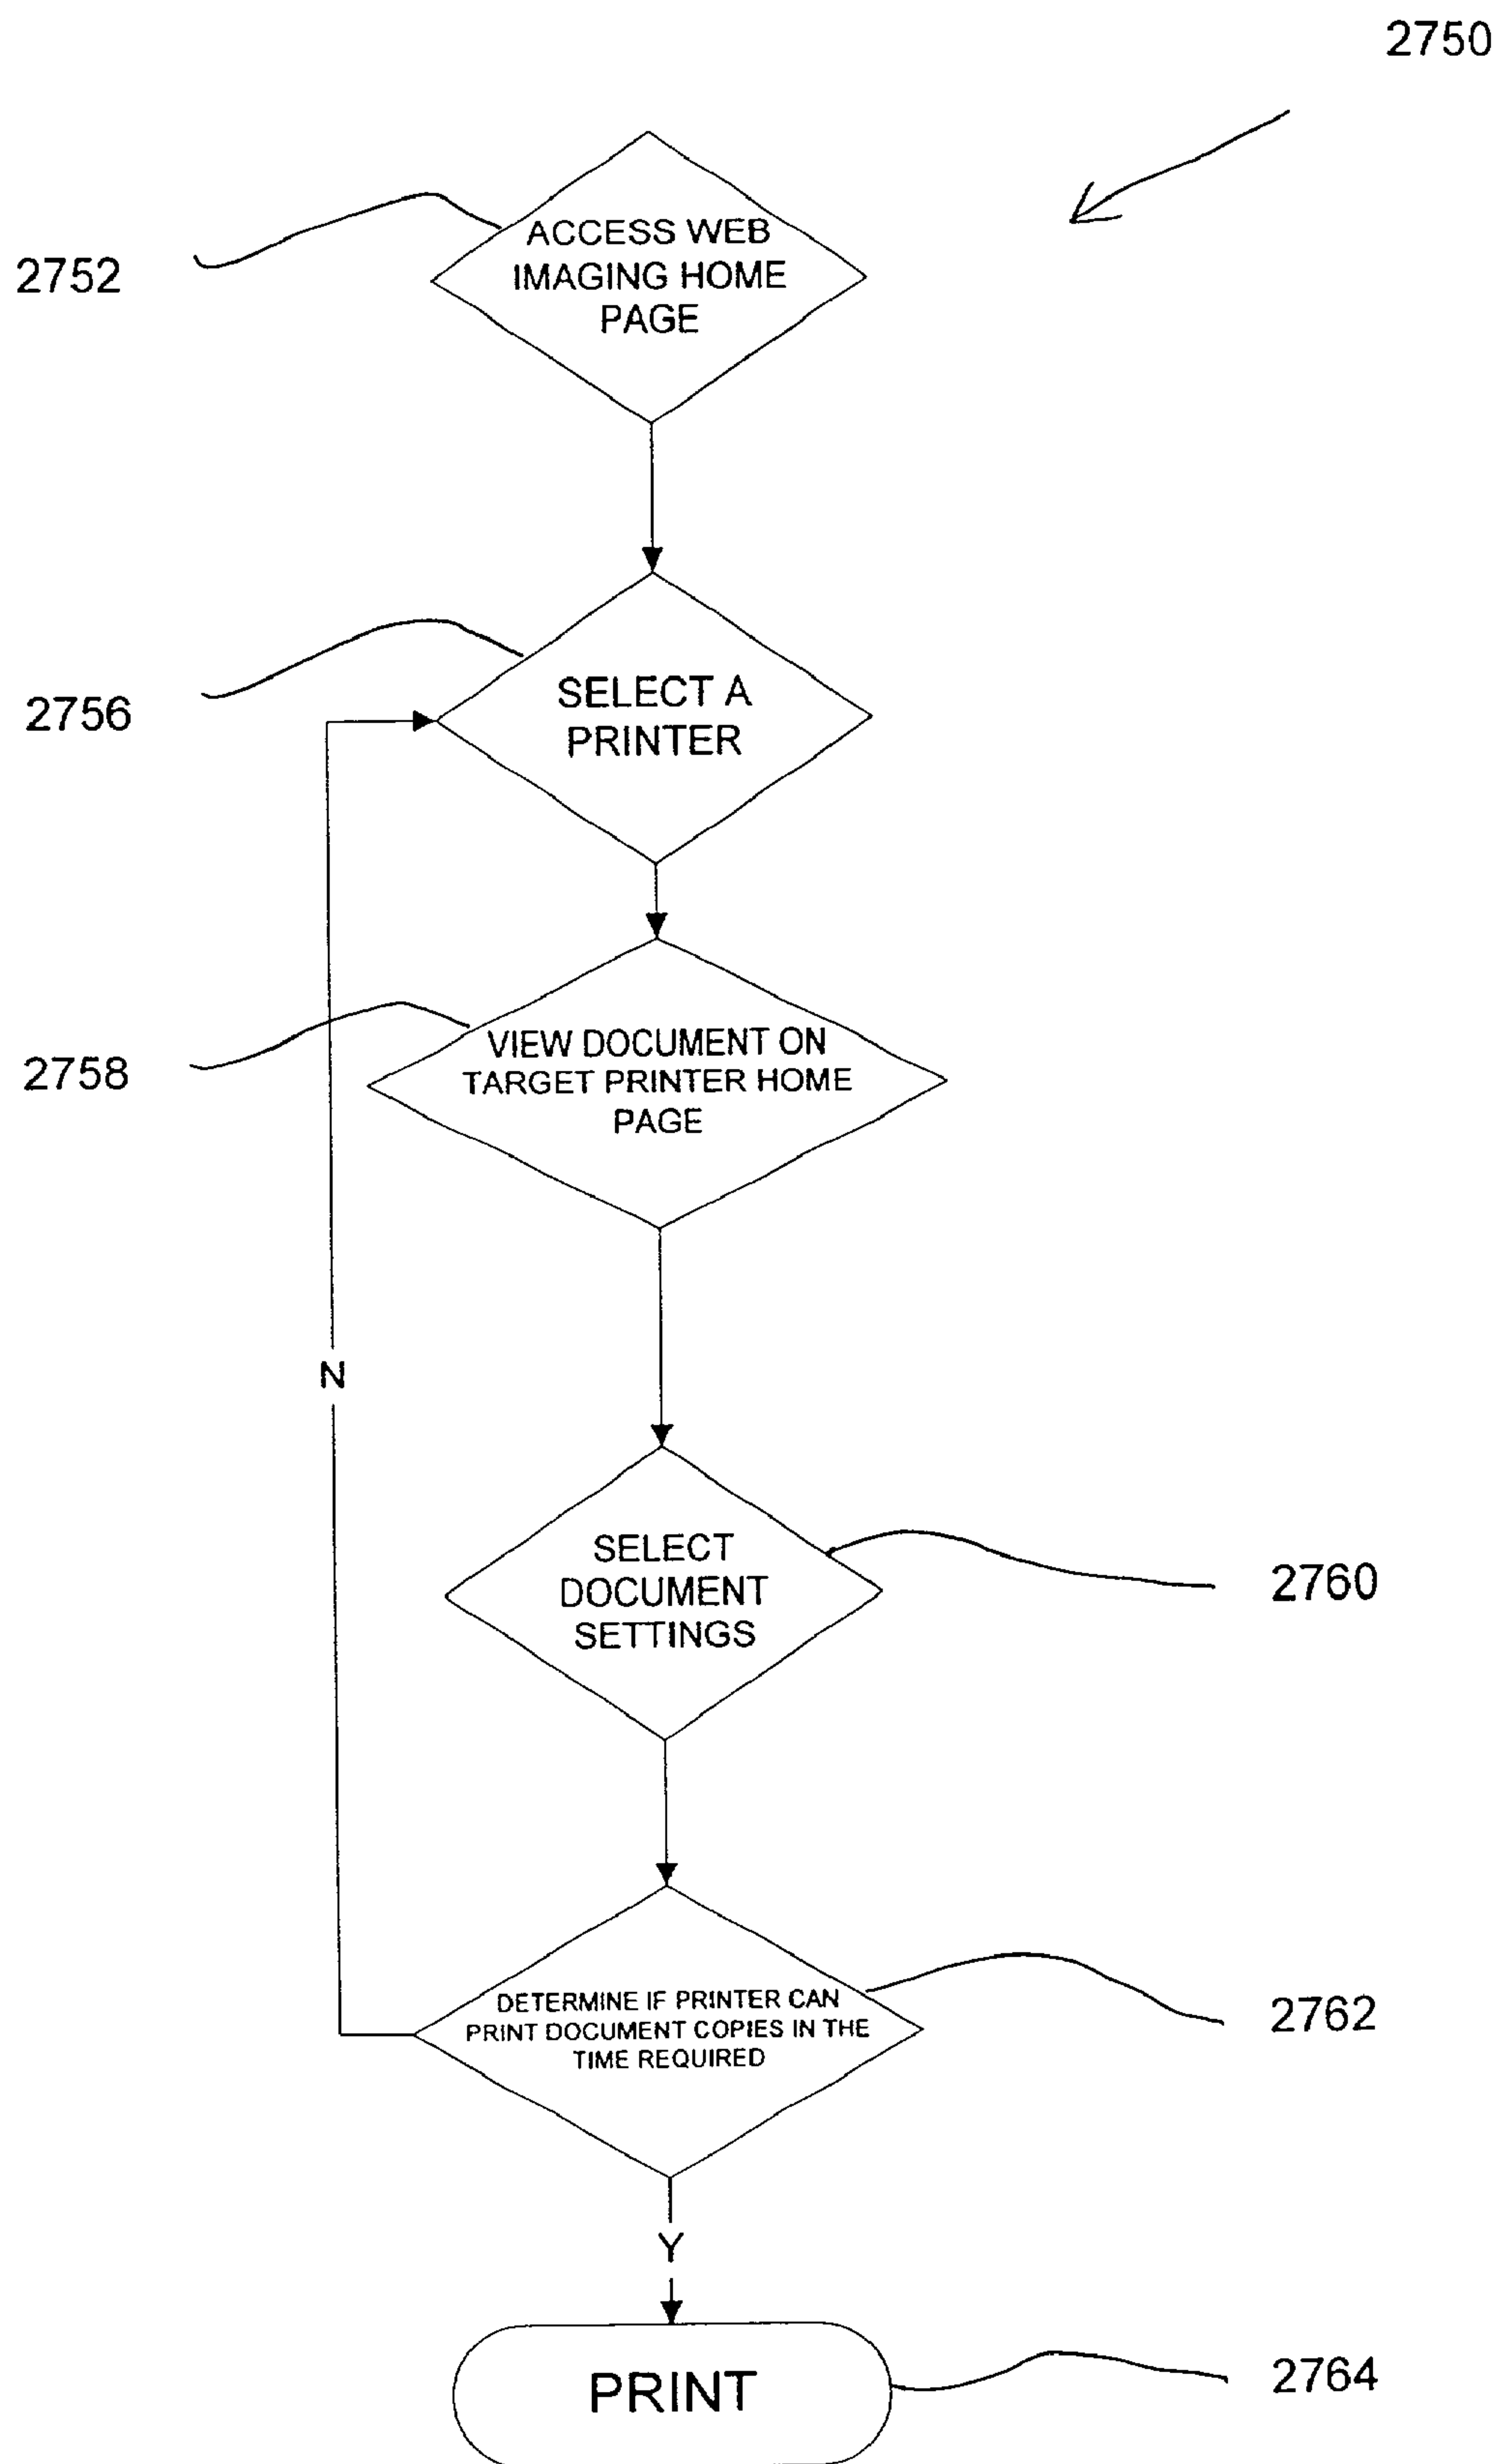 2750
ACCESS WEB
IMAGING HOME
PAGE
2752
SELECT A
PRINTER
2756
VIEW DOCUMENT ON
TARGET PRINTER HOME
PAGE
2758
N
SELECT
DOCUMENT
SETTINGS
2760
DETERMINE IF PRINTER CAN
PRINT DOCUMENT COPIES IN THE
TIME REQUIRED
2762
Y
PRINT
2764